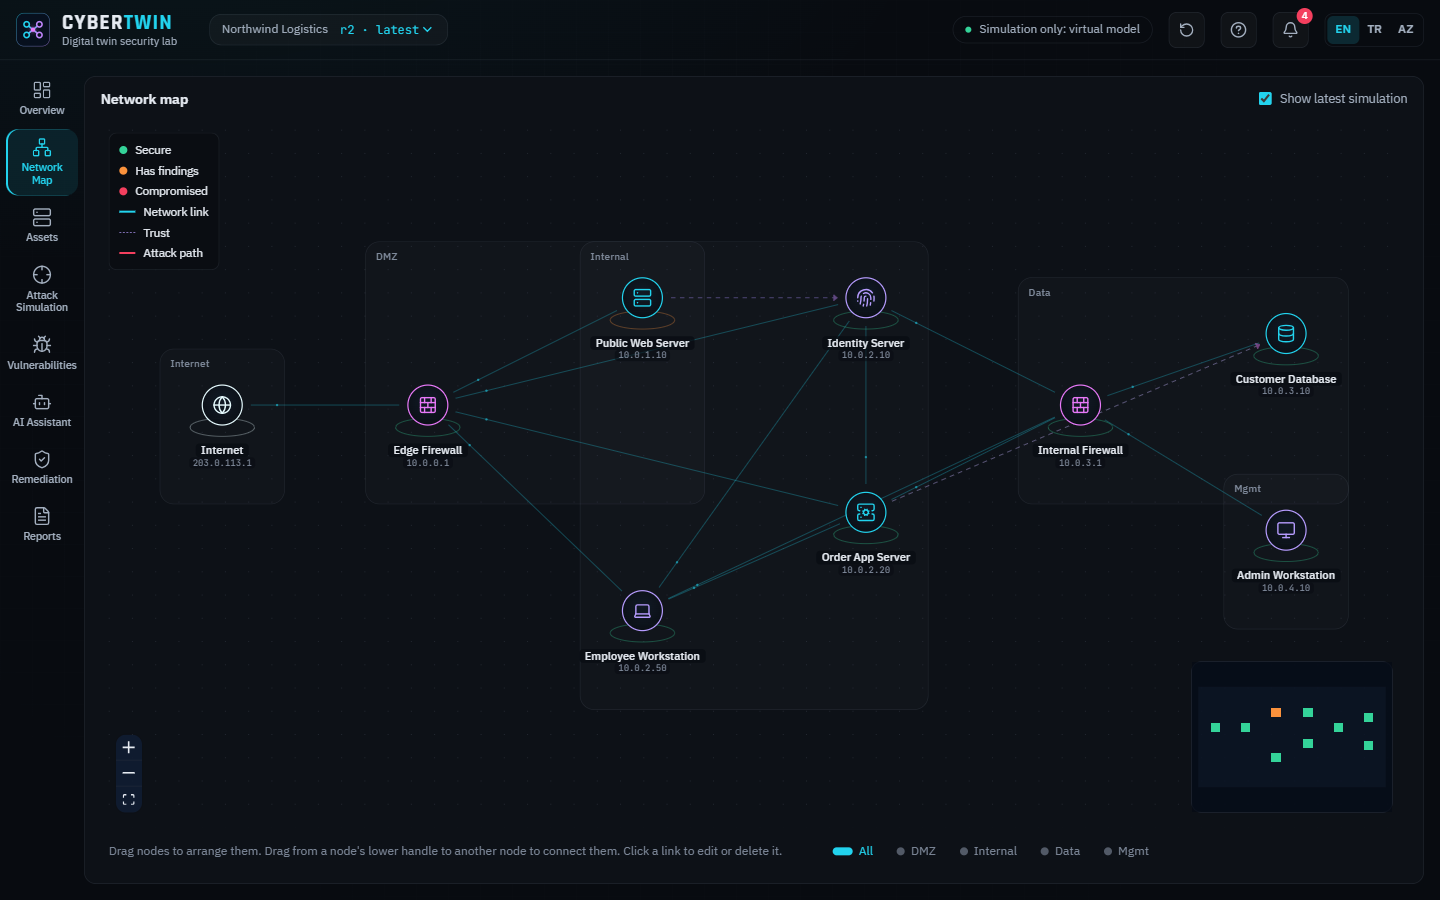 CYBERTWIN
Digital twin security lab
Northwind Logistics r2 · latest
Simulation only: virtual model
4
EN TR AZ
Overview
Network
Map
Assets
Attack
Simulation
Vulnerabilities
AI Assistant
Remediation
Reports
Network map
Show latest simulation
Secure
Has findings
Compromised
Network link
Trust
Attack path
DMZ
Internal
Data
Internet
Mgmt
Public Web Server
10.0.1.10
Identity Server
10.0.2.10
Customer Database
10.0.3.10
Internet
203.0.113.1
Edge Firewall
10.0.0.1
Internal Firewall
10.0.3.1
Order App Server
10.0.2.20
Admin Workstation
10.0.4.10
Employee Workstation
10.0.2.50
Drag nodes to arrange them. Drag from a node's lower handle to another node to connect them. Click a link to edit or delete it.
All DMZ Internal Data Mgmt